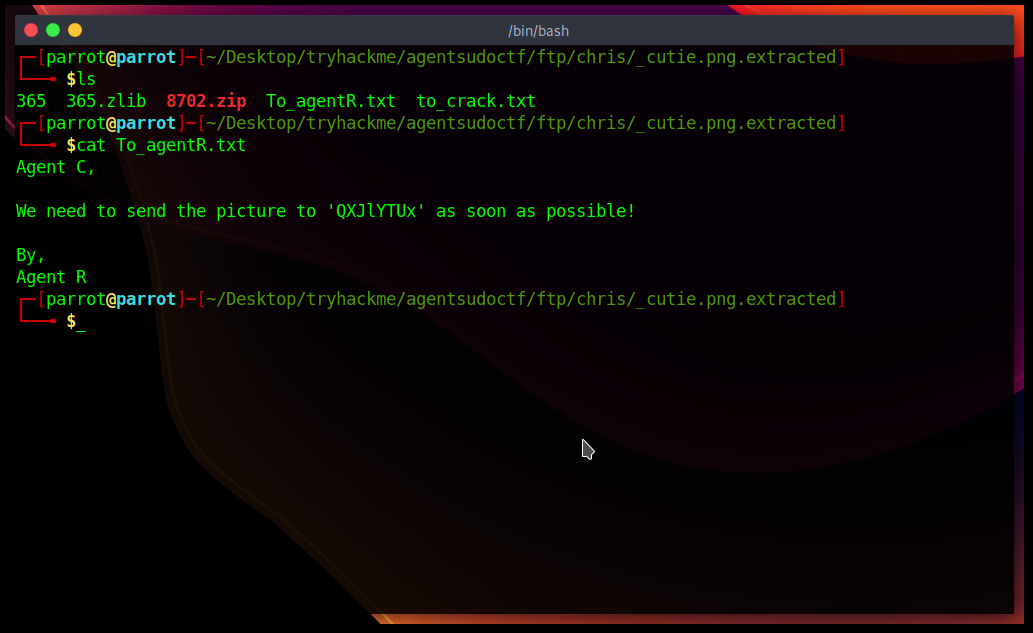 /bin/bash
┌─[parrot@parrot]─[~/Desktop/tryhackme/agentsudoctf/ftp/chris/_cutie.png.extracted]
└──╼ $ls
365  365.zlib  8702.zip  To_agentR.txt  to_crack.txt
┌─[parrot@parrot]─[~/Desktop/tryhackme/agentsudoctf/ftp/chris/_cutie.png.extracted]
└──╼ $cat To_agentR.txt
Agent C,
We need to send the picture to 'QXJlYTUx' as soon as possible!
By,
Agent R
┌─[parrot@parrot]─[~/Desktop/tryhackme/agentsudoctf/ftp/chris/_cutie.png.extracted]
└──╼ $_